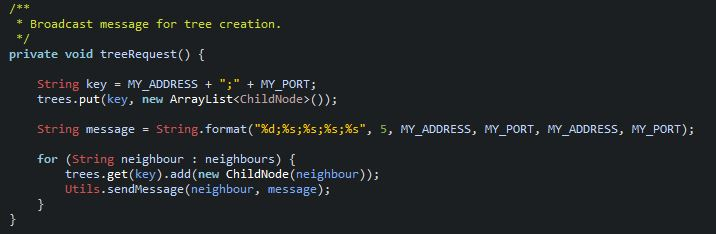 /**
 * Broadcast message for tree creation.
 */
private void treeRequest() {
    String key = MY_ADDRESS + ";" + MY_PORT;
    trees.put(key, new ArrayList<ChildNode>());
    String message = String.format("%d;%s;%s;%s;%s", 5, MY_ADDRESS, MY_PORT, MY_ADDRESS, MY_PORT);
    for (String neighbour : neighbours) {
        trees.get(key).add(new ChildNode(neighbour));
        Utils.sendMessage(neighbour, message);
    }
}